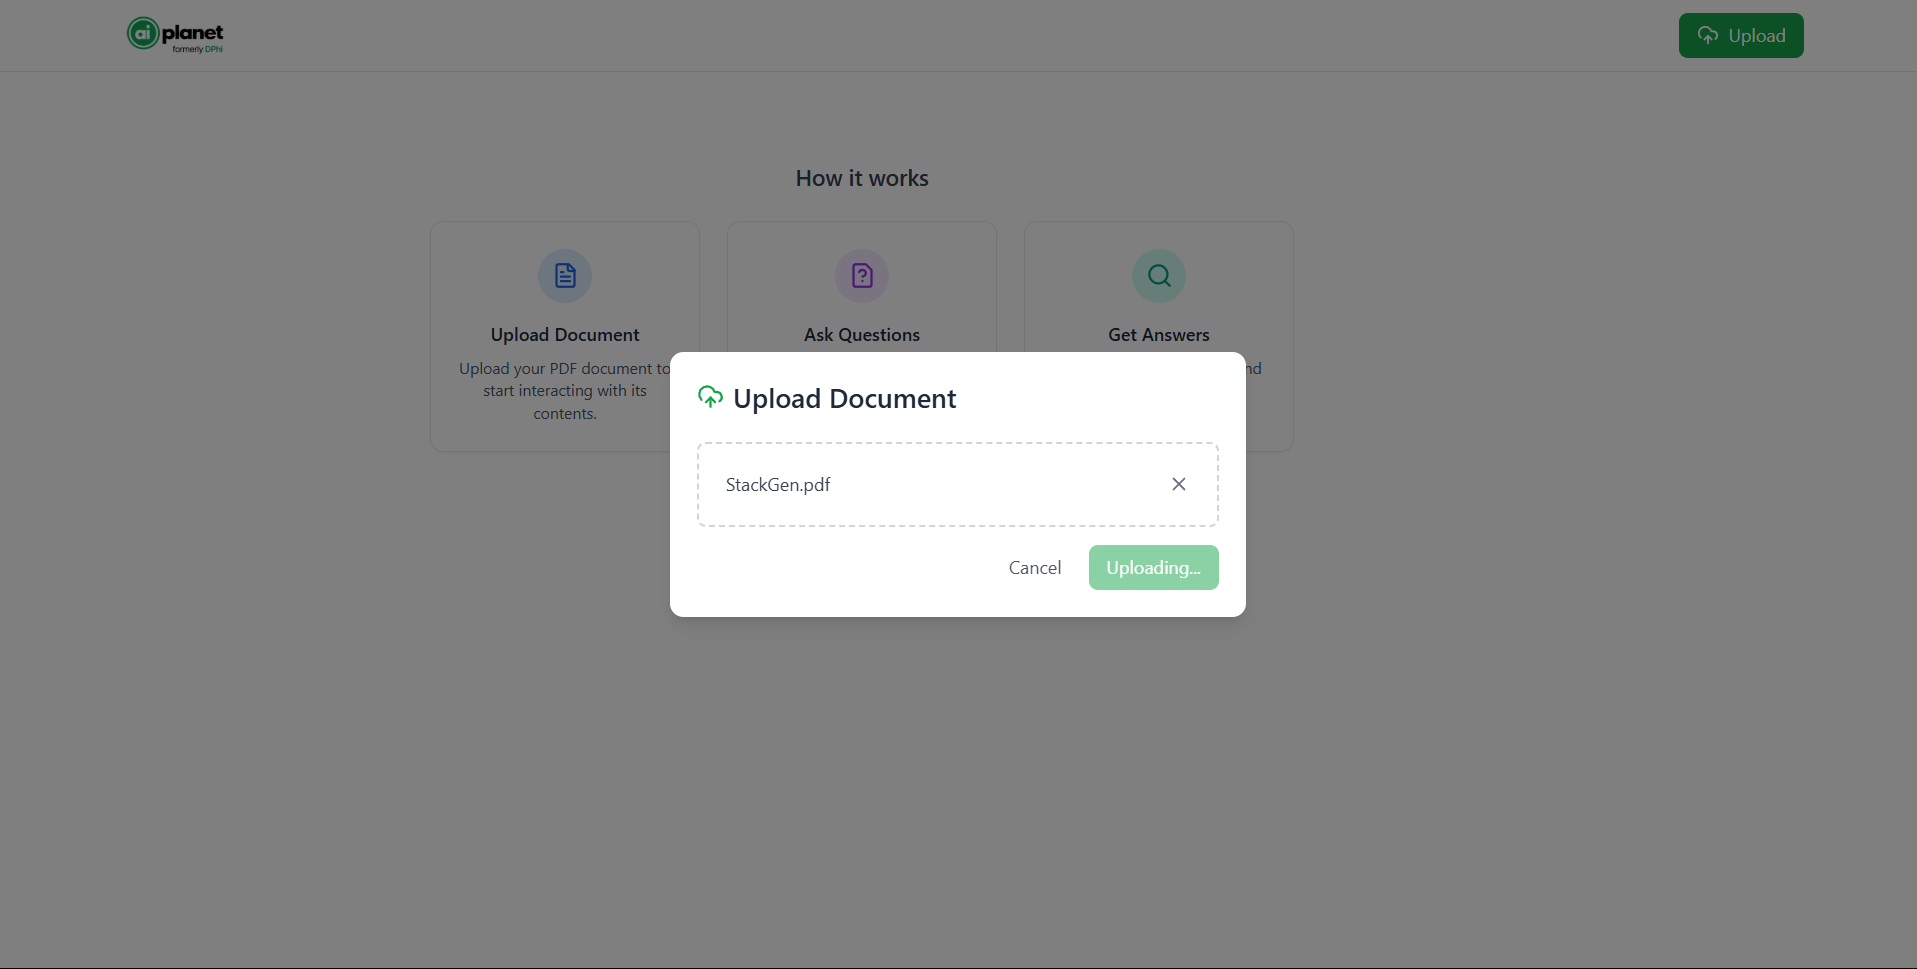 ai planet
formerly DPhi
Upload
How it works
Upload Document
Upload your PDF document to
start interacting with its
contents.
Ask Questions
Get Answers
Upload Document
StackGen.pdf
Cancel
Uploading...